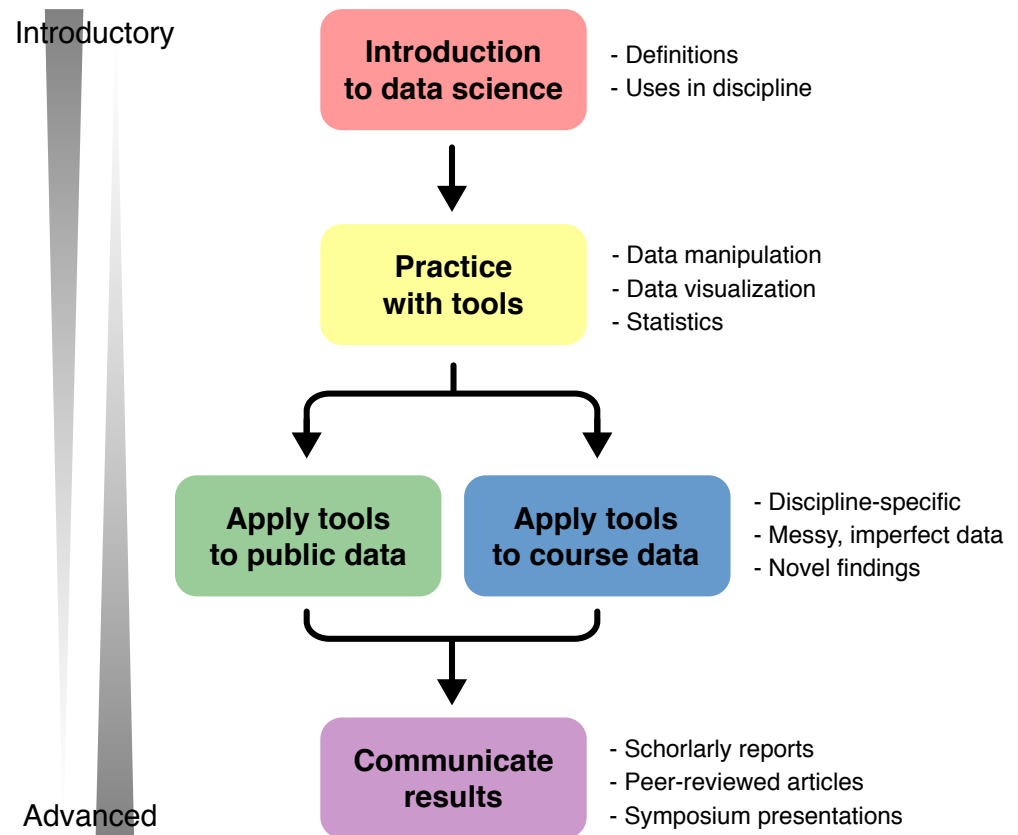 Introductory
Introduction
to data science
- Definitions
- Uses in discipline
Practice
with tools
- Data manipulation
- Data visualization
- Statistics
Apply tools
to public data
Apply tools
to course data
- Discipline-specific
- Messy, imperfect data
- Novel findings
Communicate
results
- Schorlarly reports
- Peer-reviewed articles
- Symposium presentations
Advanced